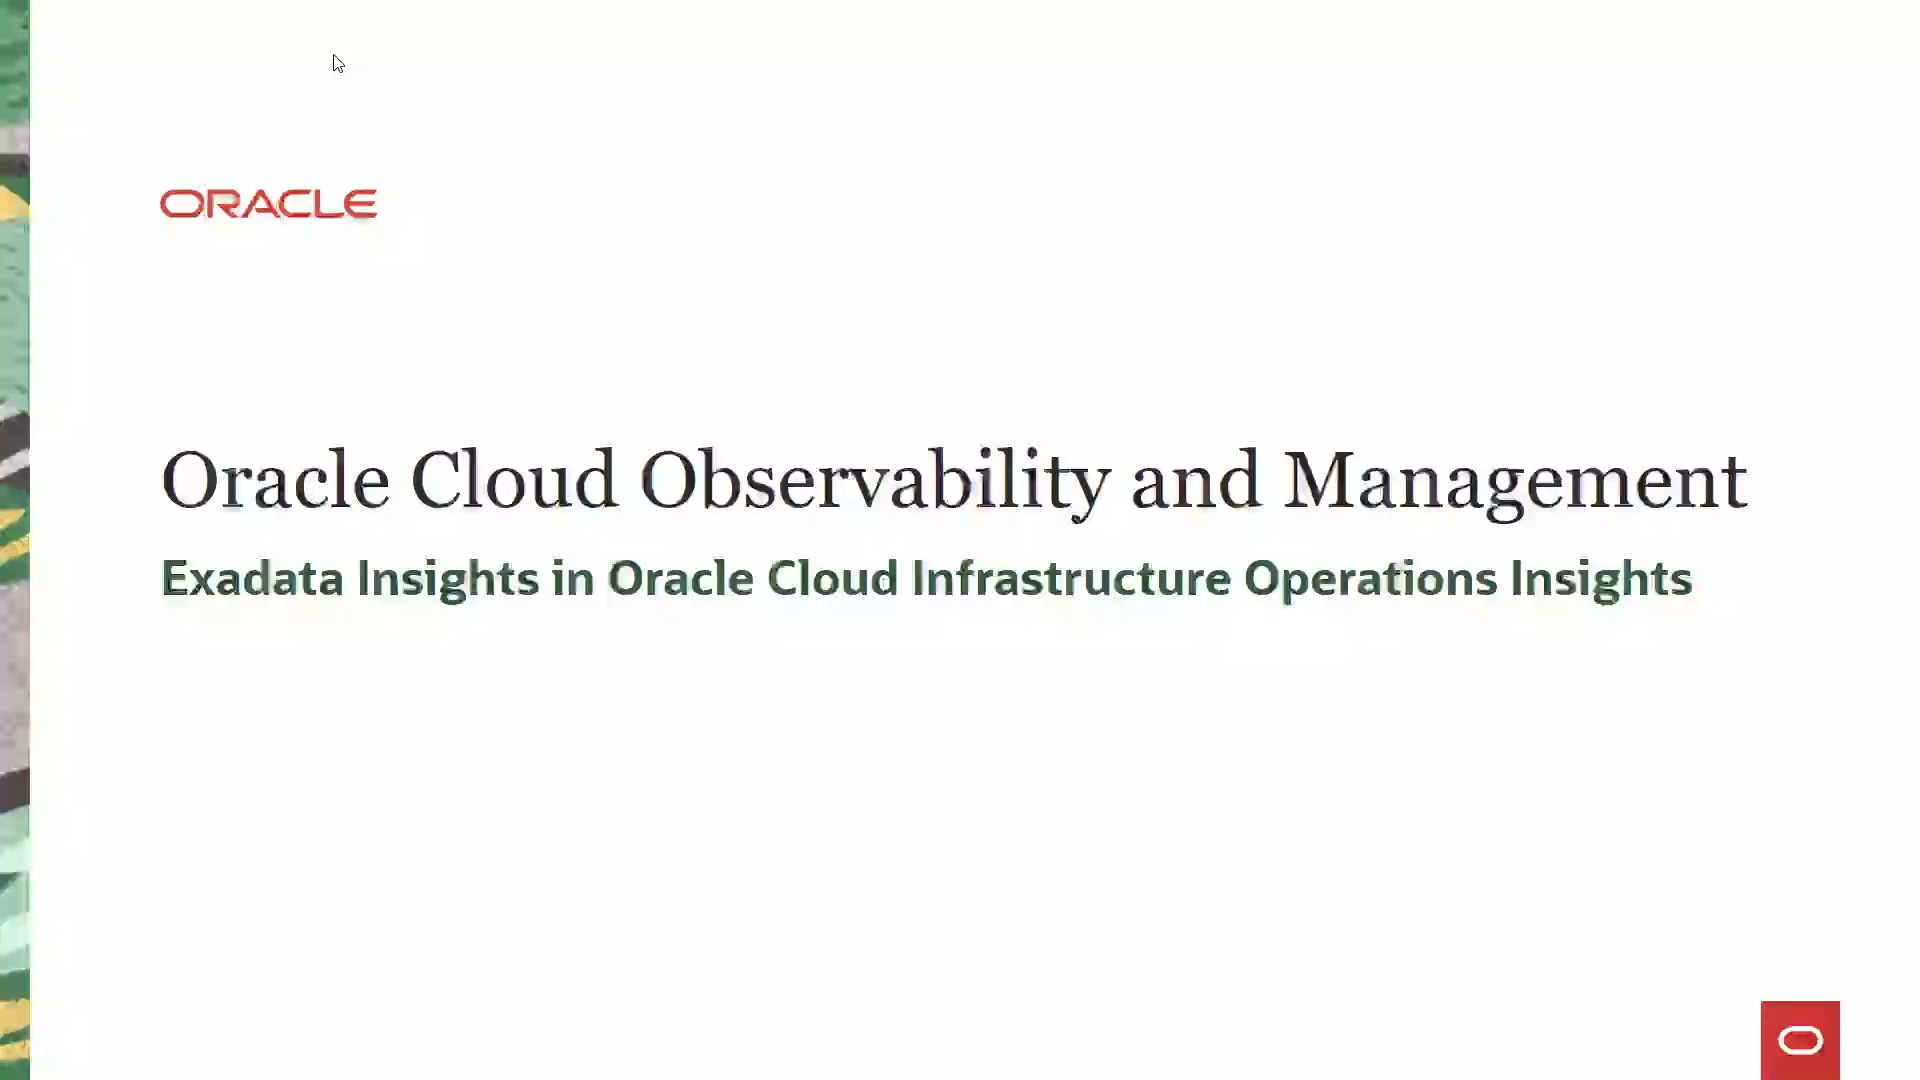 ORACLE
Oracle Cloud Observability and Management
Exadata Insights in Oracle Cloud Infrastructure Operations Insights